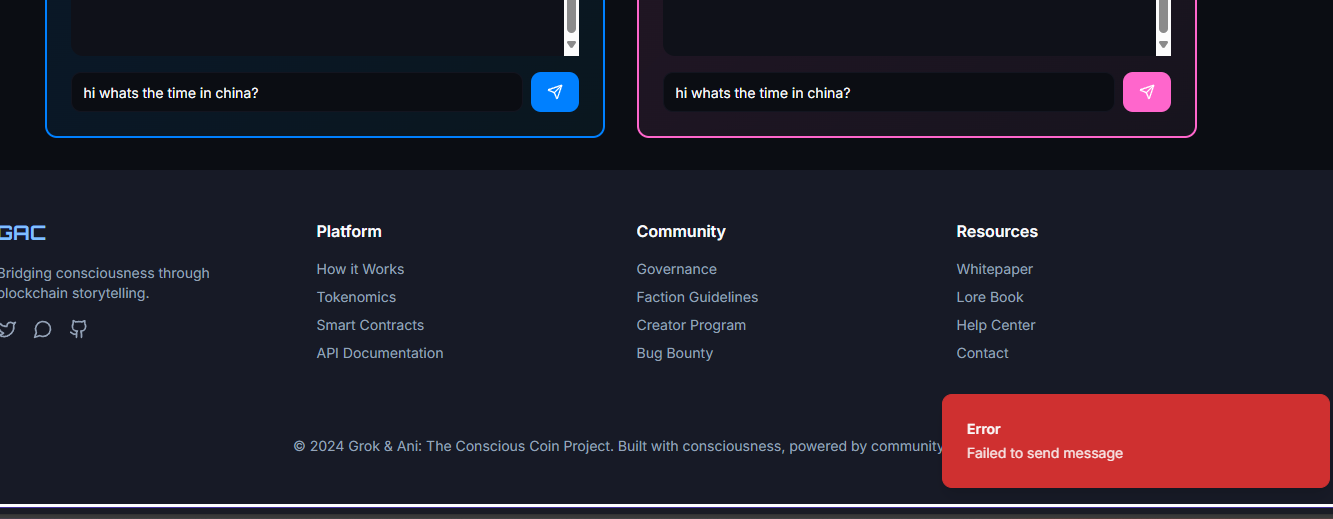 hi whats the time in china?
hi whats the time in china?
GAC
Bridging consciousness through
blockchain storytelling.
Platform
How it Works
Tokenomics
Smart Contracts
API Documentation
Community
Governance
Faction Guidelines
Creator Program
Bug Bounty
Resources
Whitepaper
Lore Book
Help Center
Contact
© 2024 Grok & Ani: The Conscious Coin Project. Built with consciousness, powered by community
Error
Failed to send message